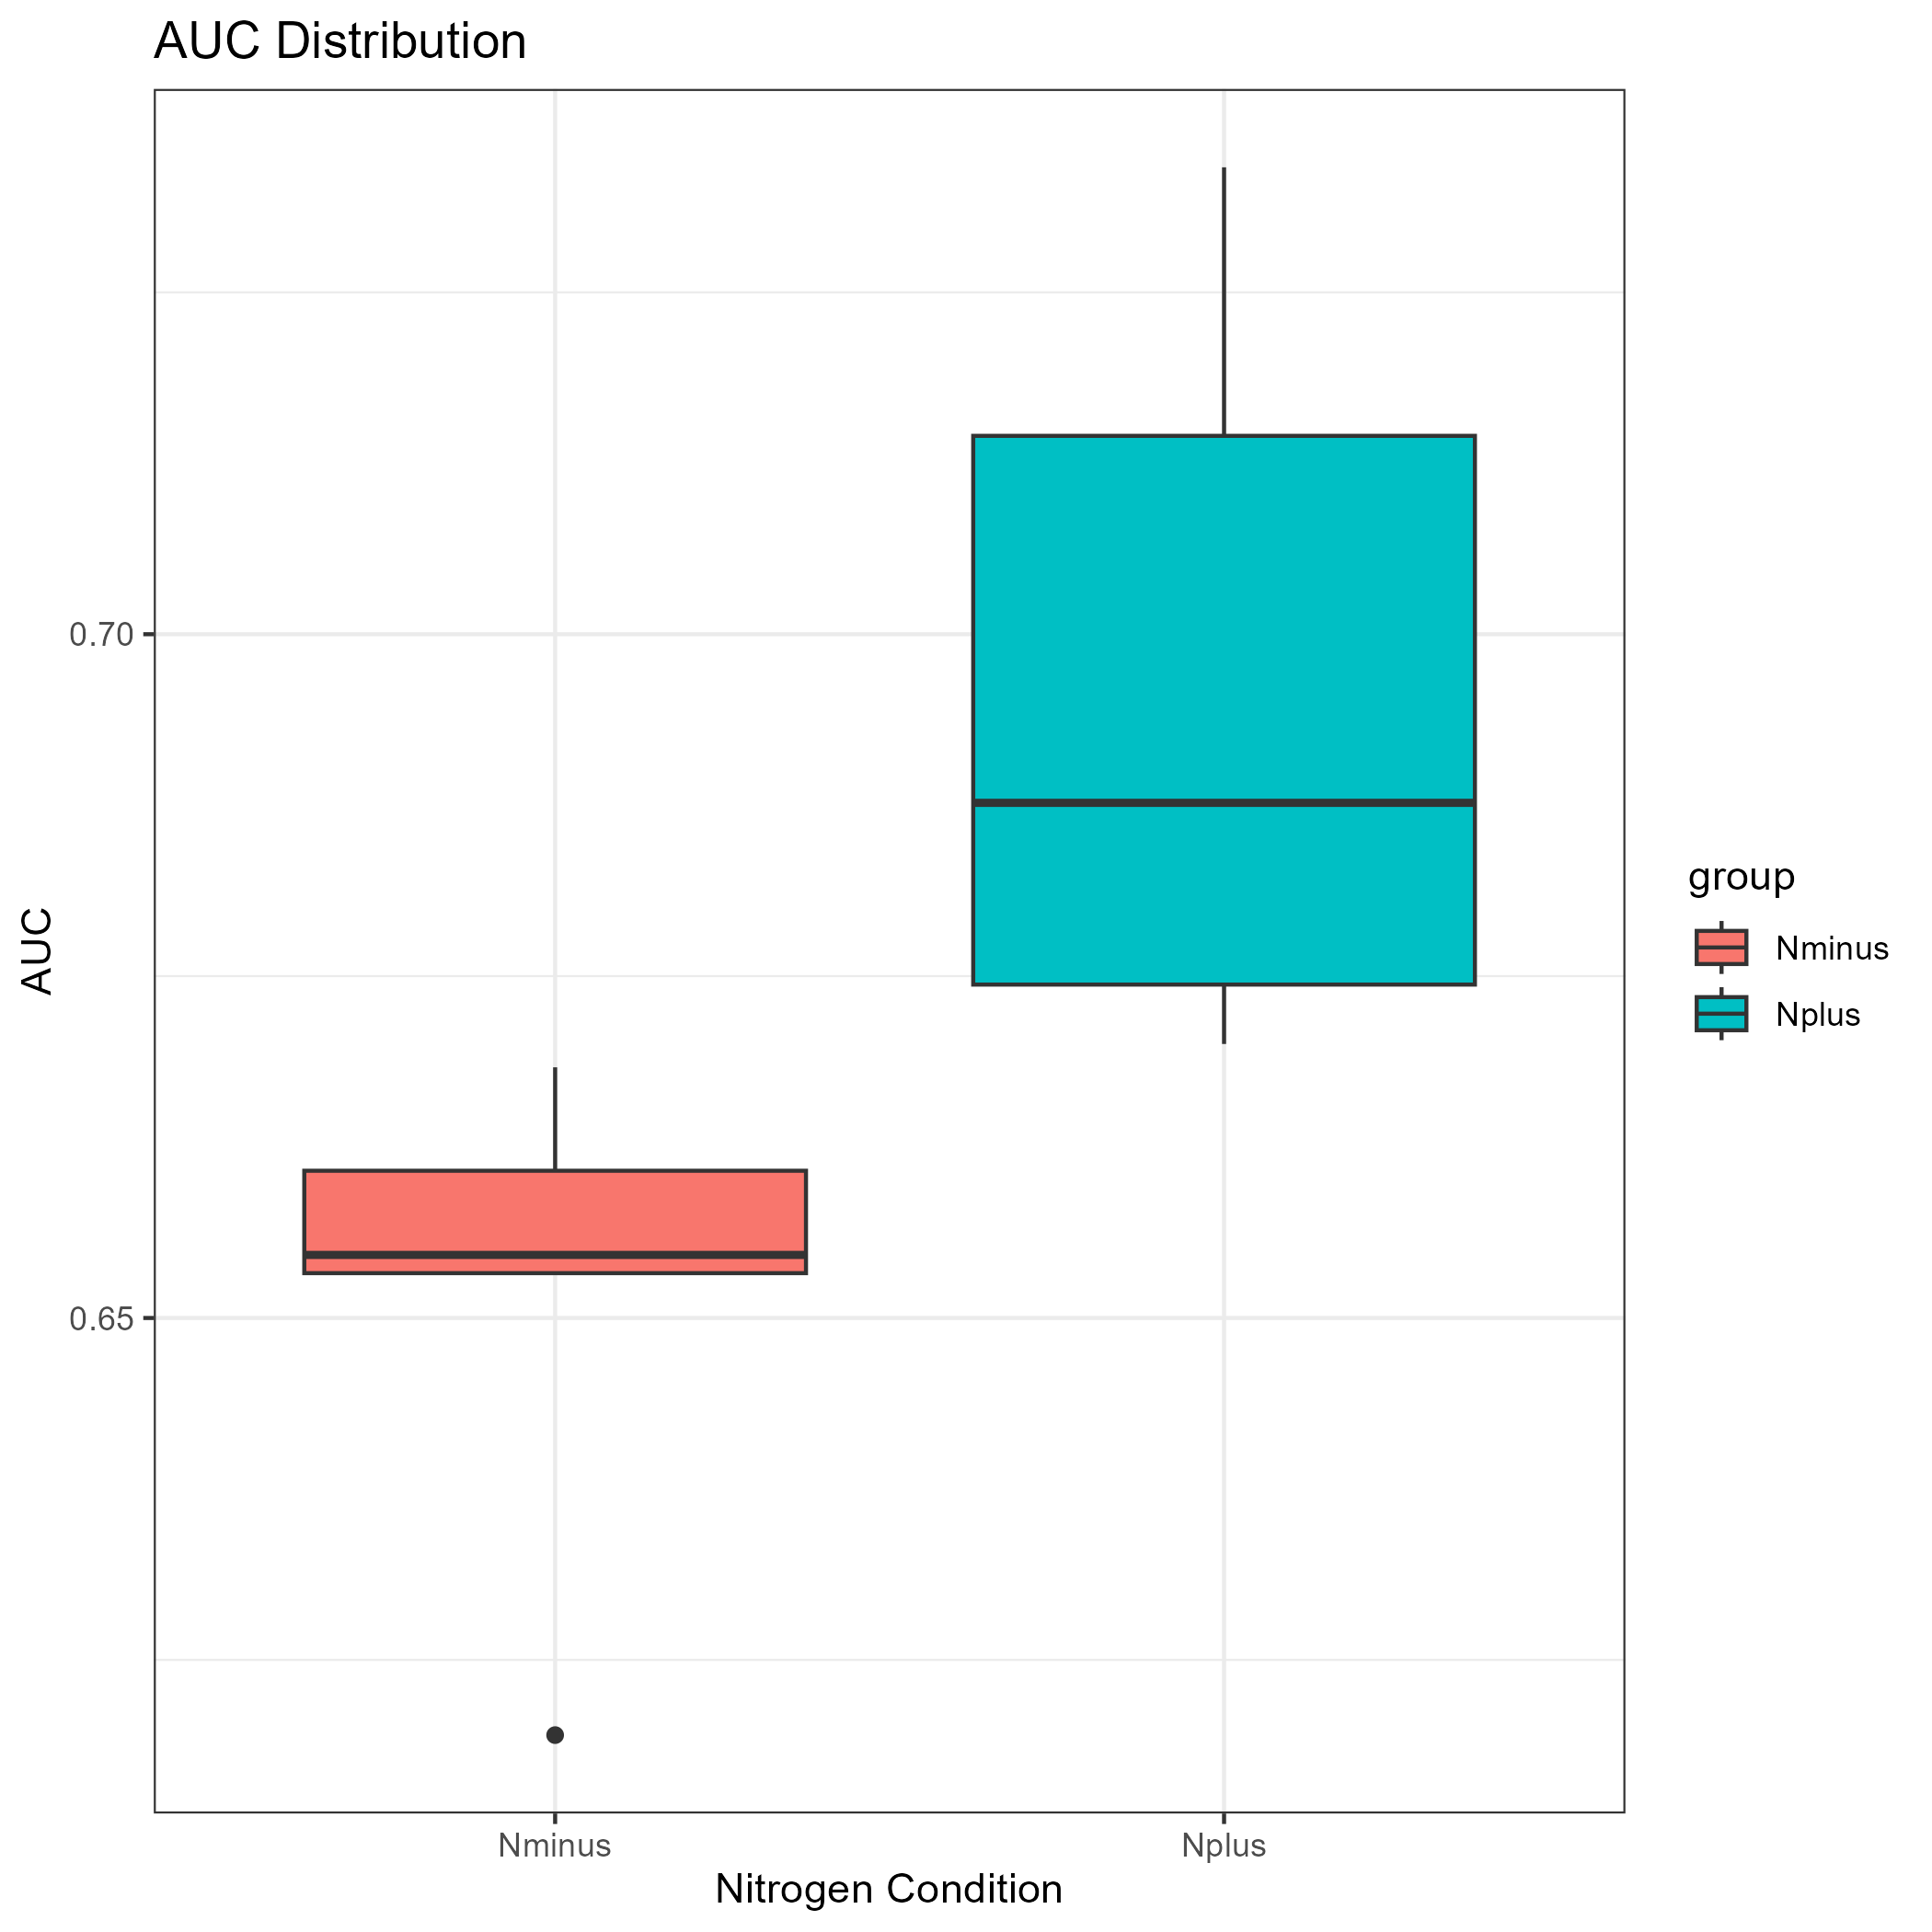 AUC Distribution
AUC
0.70
0.65
Nminus
Nplus
Nitrogen Condition
group
Nminus
Nplus